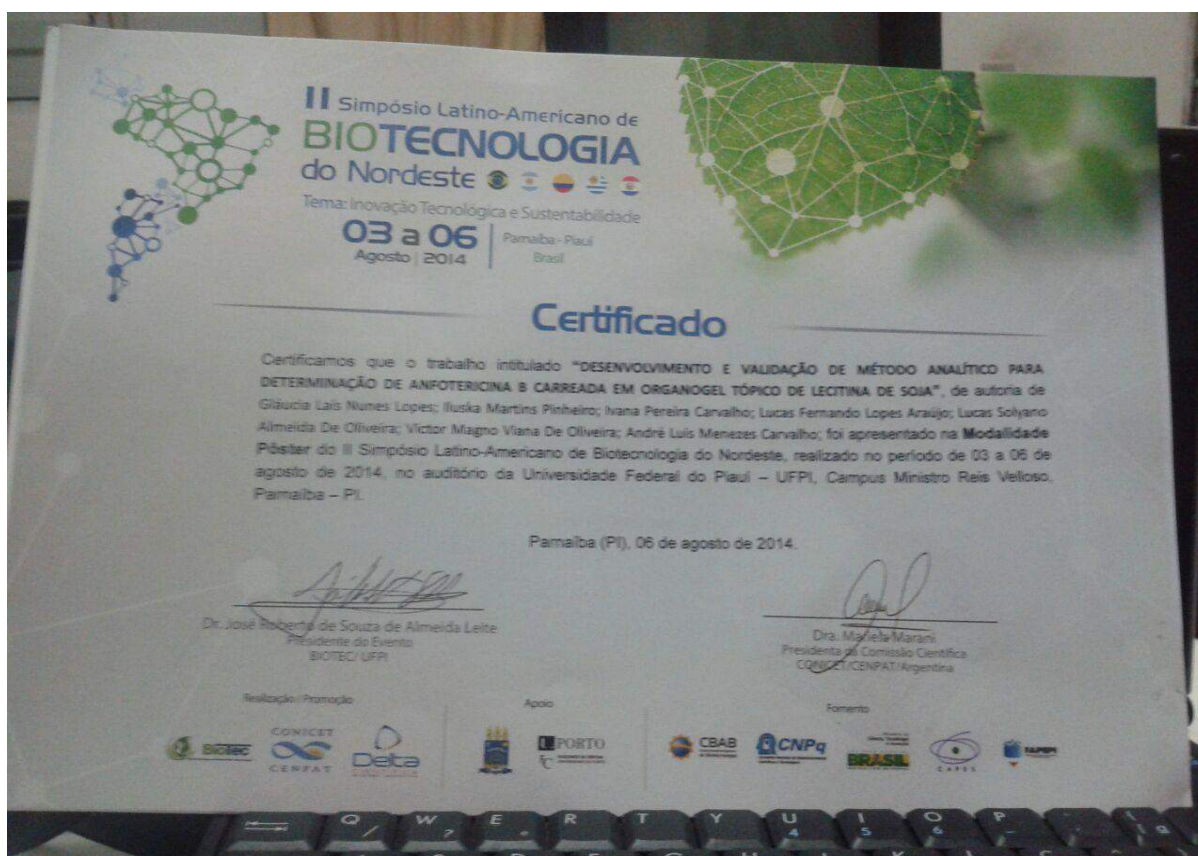 II Simpósio Latino-Americano de
BIOTECNOLOGIA
do Nordeste
Tema: Inovação Tecnológica e Sustentabilidade
03 a 06
Agosto | 2014
Parnaíba - Piauí
Brasil
Certificado
Certificamos que o trabalho intitulado "DESENVOLVIMENTO E VALIDAÇÃO DE MÉTODO ANALÍTICO PARA
DETERMINAÇÃO DE ANFOTERICINA B CARREADA EM ORGANOGEL TÓPICO DE LECITINA DE SOJA", de autoria de
Gláucia Laís Nunes Lopes; Iluska Martins Pinheiro; Ivana Pereira Carvalho; Lucas Fernando Lopes Araújo; Lucas Solyano
Almeida De Oliveira; Victor Magno Viana De Oliveira; André Luis Menezes Carvalho; foi apresentado na Modalidade
Pôster do II Simpósio Latino-Americano de Biotecnologia do Nordeste, realizado no período de 03 a 06 de
agosto de 2014, no auditório da Universidade Federal do Piauí – UFPI, Campus Ministro Reis Velloso,
Parnaíba – PI.
Parnaíba (PI), 06 de agosto de 2014.
Dr. José Roberto de Souza de Almeida Leite
Presidente do Evento
BIOTEC/ UFPI
Dra. Mariela Marani
Presidenta da Comissão Científica
CONICET/CENPAT/Argentina
Realização / Promoção
Apoio
Fomento
BIOTEC
CONICET
CENPAT
Delta
U.PORTO
FC
CBAB
CNPq
BRASIL
CAPES
FAPEPI
Q W E R T Y U I O P
/ ? 4 5 6